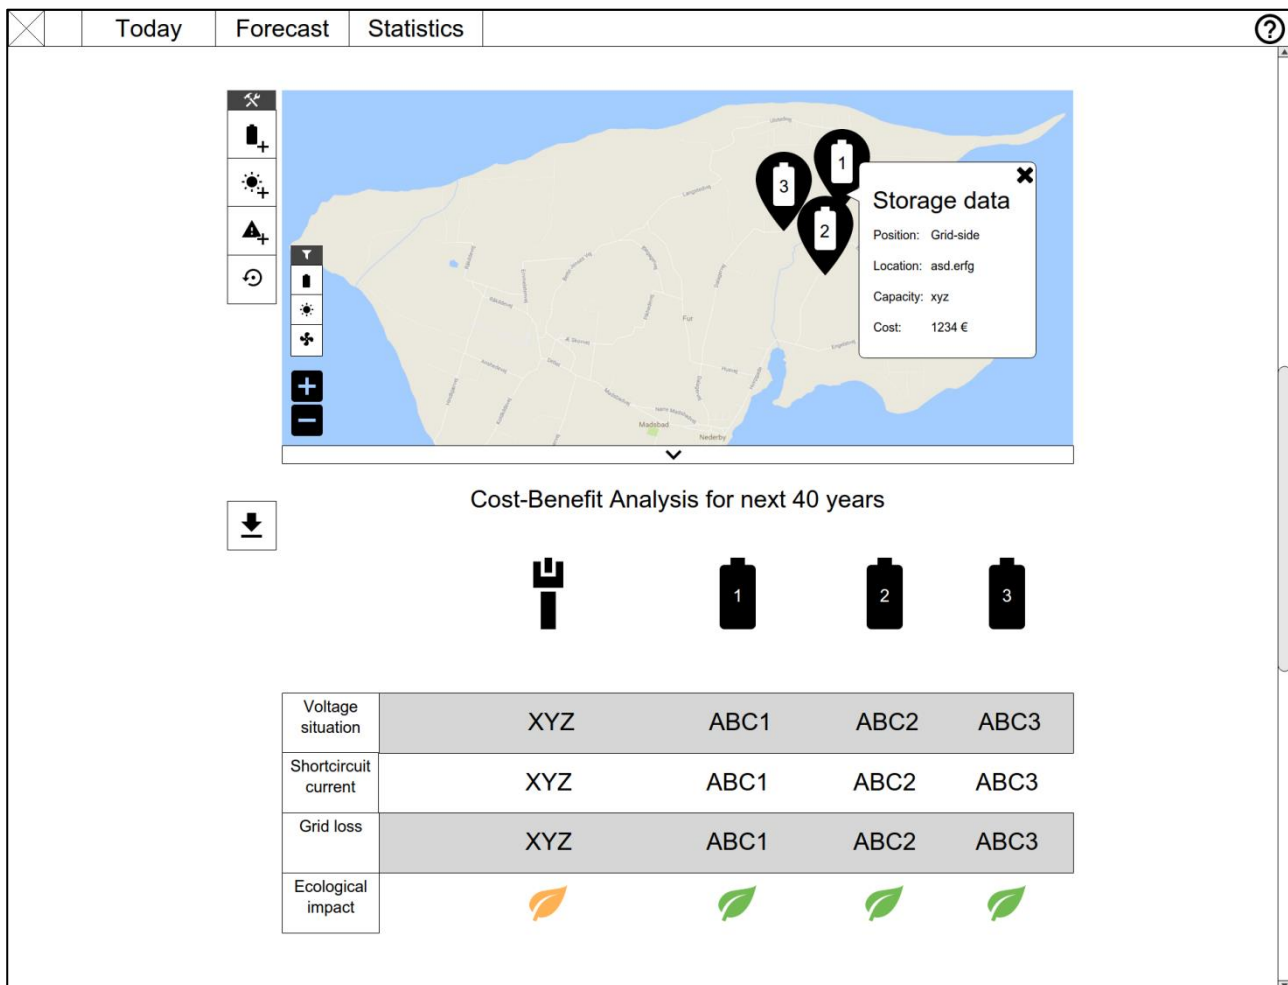 Today
Forecast
Statistics
1
3
2
Storage data
Position: Grid-side
Location: asd.erfg
Capacity: xyz
Cost: 1234 €
Fur
Madsbad
Nederby
Cost-Benefit Analysis for next 40 years
1
2
3
Voltage
situation
XYZ
ABC1
ABC2
ABC3
Shortcircuit
current
XYZ
ABC1
ABC2
ABC3
Grid loss
XYZ
ABC1
ABC2
ABC3
Ecological
impact